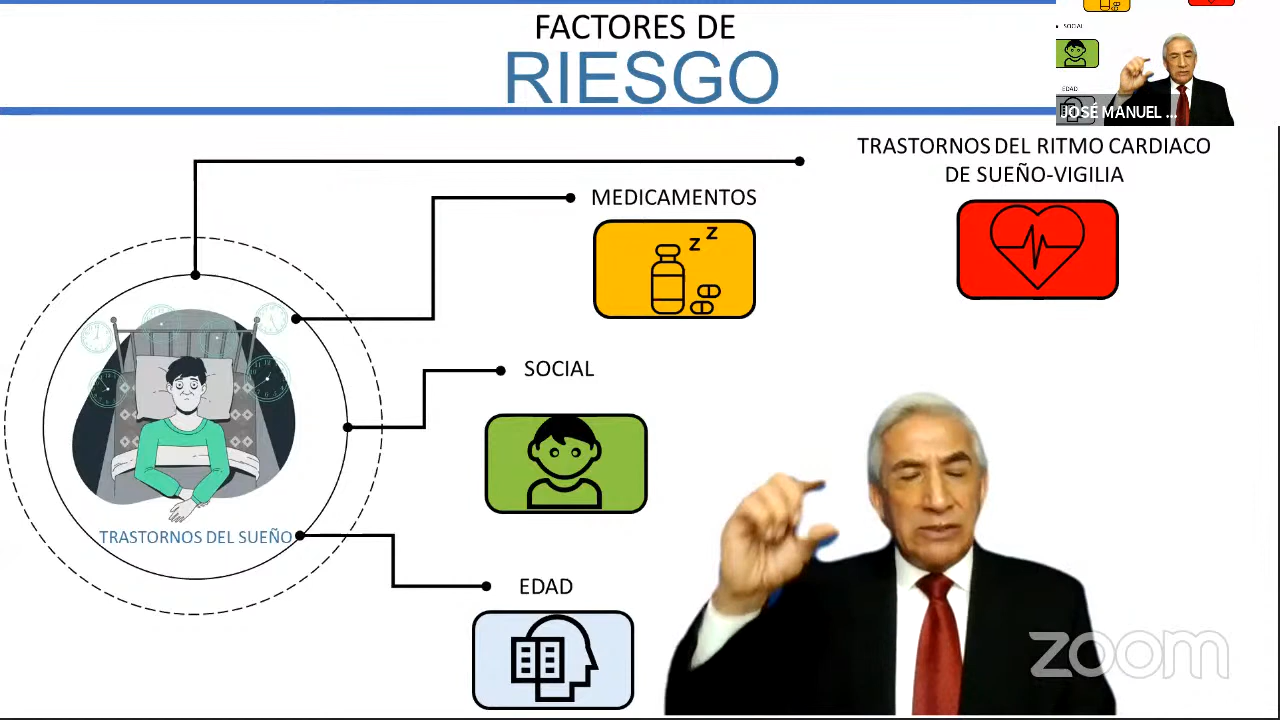 FACTORES DE
RIESGO
SOCIAL
EDAD
JOSÉ MANUEL ...
TRASTORNOS DEL RITMO CARDIACO
DE SUEÑO-VIGILIA
MEDICAMENTOS
z z
SOCIAL
TRASTORNOS DEL SUEÑO
EDAD
zoom